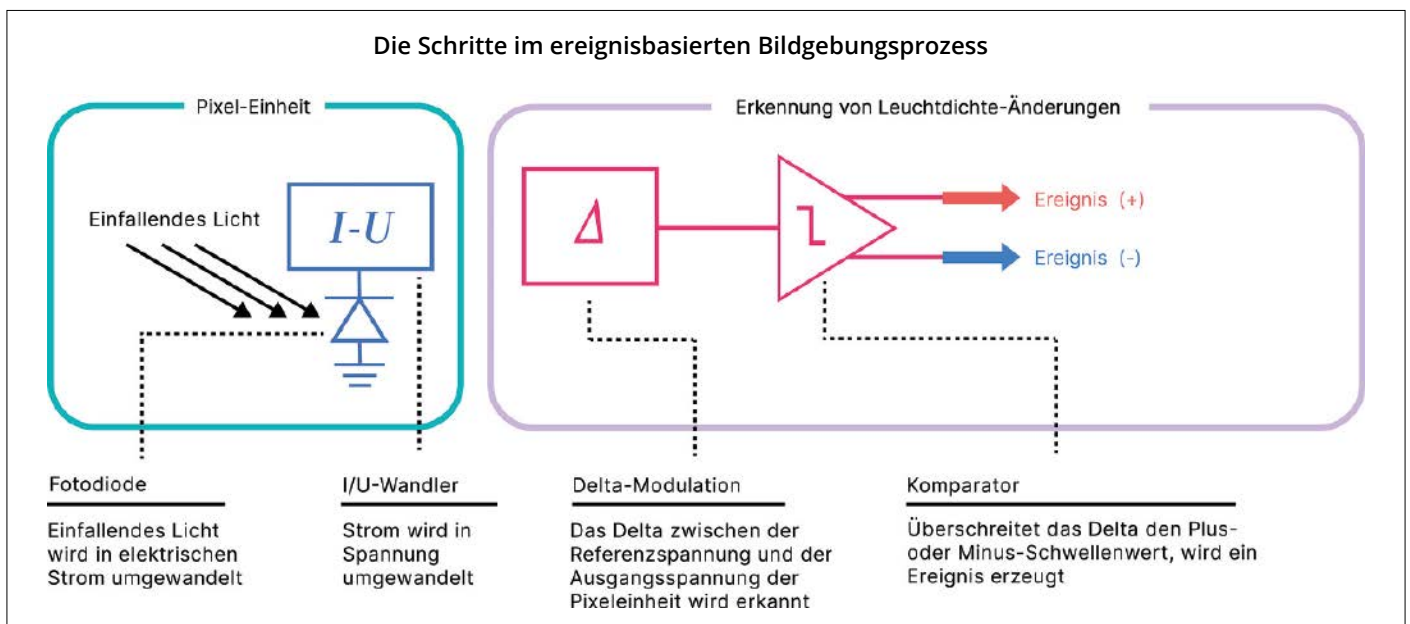 Die Schritte im ereignisbasierten Bildgebungsprozess
Pixel-Einheit
Einfallendes Licht
I-U
Erkennung von Leuchtdichte-Änderungen
Δ
Ereignis (+)
Ereignis (-)
Fotodiode
Einfallendes Licht
wird in elektrischen
Strom umgewandelt
I/U-Wandler
Strom wird in
Spannung
umgewandelt
Delta-Modulation
Das Delta zwischen der
Referenzspannung und der
Ausgangsspannung der
Pixeleinheit wird erkannt
Komparator
Überschreitet das Delta den Plus-
oder Minus-Schwellenwert, wird ein
Ereignis erzeugt